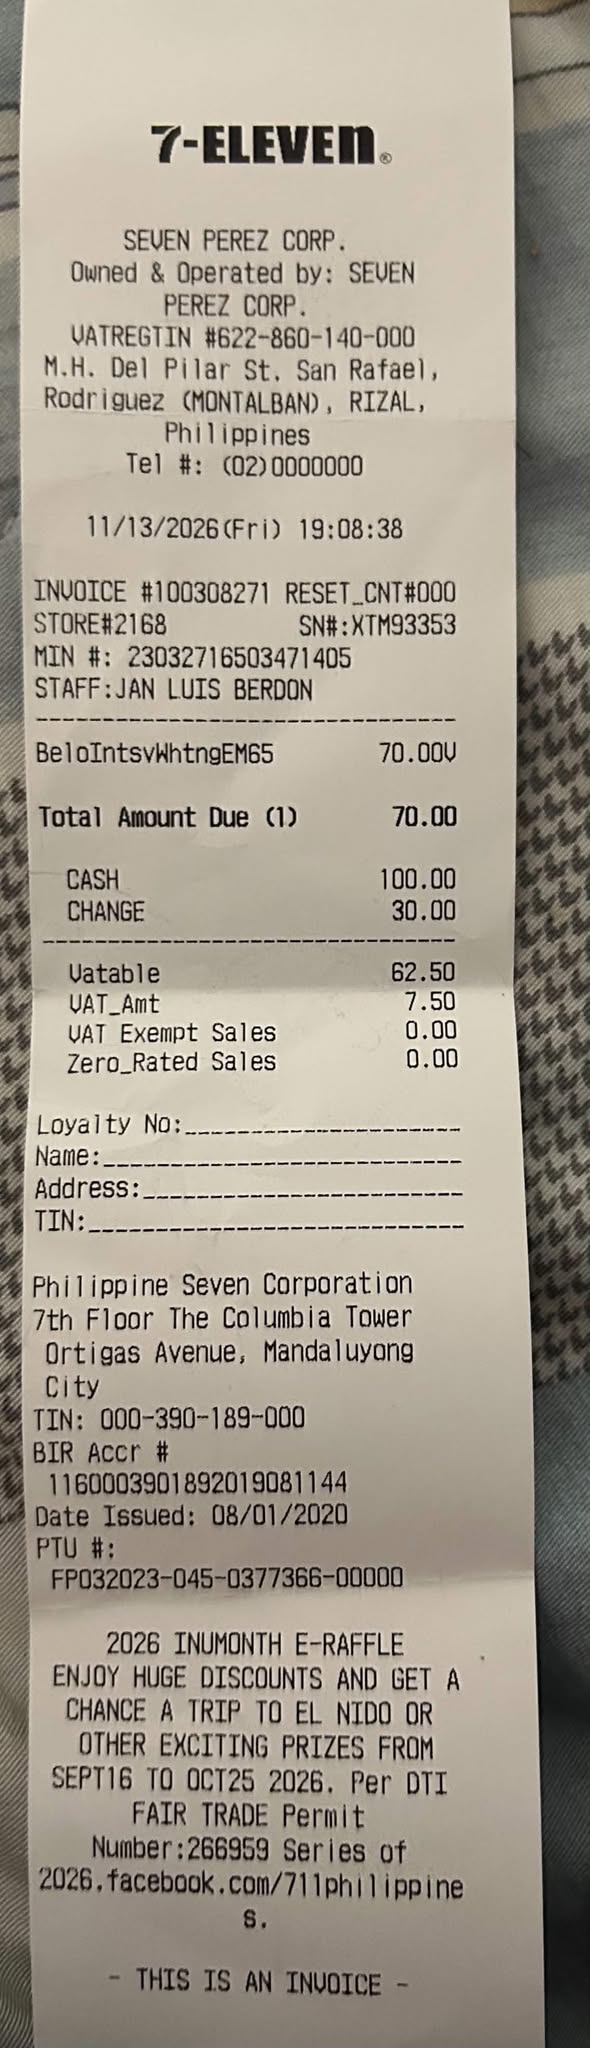 7-ELEVEn®
SEVEN PEREZ CORP.
Owned & Operated by: SEVEN
PEREZ CORP.
VATREGTIN #622-860-140-000
M.H. Del Pilar St. San Rafael,
Rodriguez (MONTALBAN), RIZAL,
Philippines
Tel #: (02)0000000
11/13/2026(Fri) 19:08:38
INVOICE #100308271 RESET_CNT#000
STORE#2168 SN#:XTM93353
MIN #: 23032716503471405
STAFF:JAN LUIS BERDON
--------------------------------
BeloIntsvWhtngEM65 70.00V
Total Amount Due (1) 70.00
CASH 100.00
CHANGE 30.00
--------------------------------
Vatable 62.50
VAT_Amt 7.50
VAT Exempt Sales 0.00
Zero_Rated Sales 0.00
Loyalty No:_____________________
Name:___________________________
Address:________________________
TIN:____________________________
Philippine Seven Corporation
7th Floor The Columbia Tower
Ortigas Avenue, Mandaluyong
City
TIN: 000-390-189-000
BIR Accr #
11600039018920190811​44
Date Issued: 08/01/2020
PTU #:
FP032023-045-0377366-00000
2026 INUMONTH E-RAFFLE
ENJOY HUGE DISCOUNTS AND GET A
CHANCE A TRIP TO EL NIDO OR
OTHER EXCITING PRIZES FROM
SEPT16 TO OCT25 2026. Per DTI
FAIR TRADE Permit
Number:266959 Series of
2026.facebook.com/711philippine
s.
- THIS IS AN INVOICE -